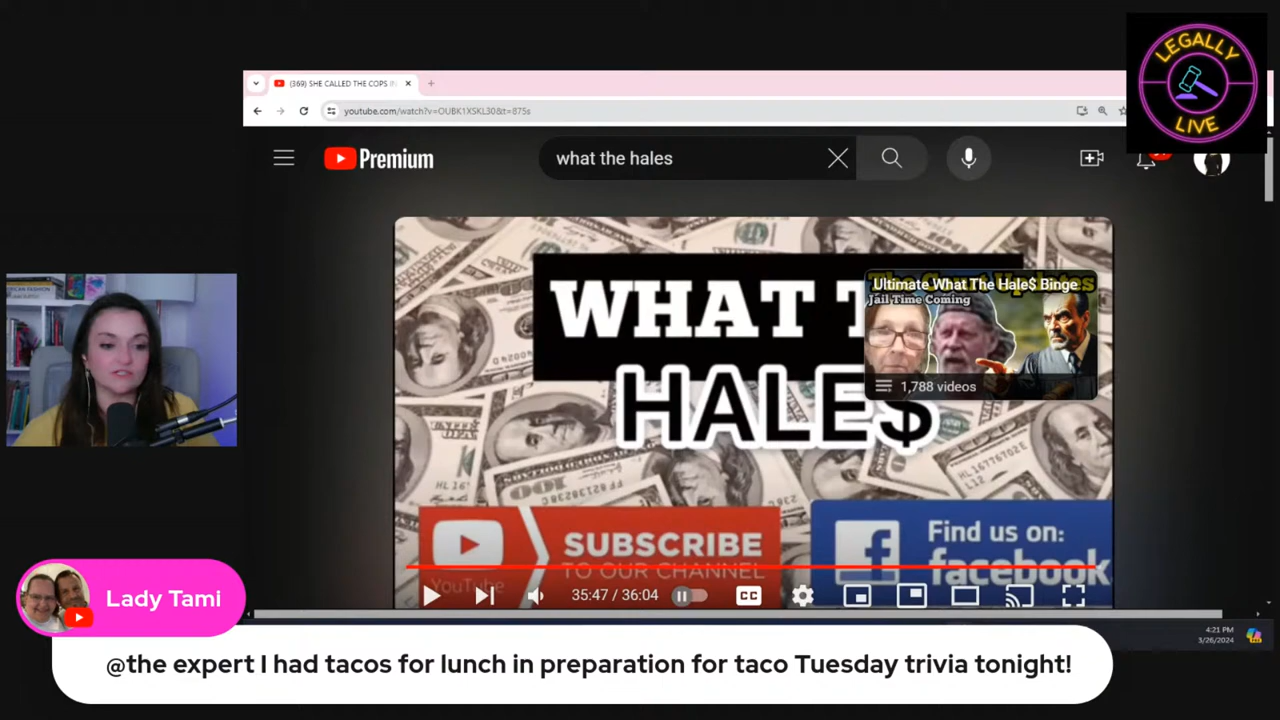 LEGALLY
LIVE
(369) SHE CALLED THE COPS
youtube.com/watch?v=OUBK1XSKL30&t=875s
Premium
what the hales
WHAT T
HALE$
Ultimate What The Hale$ Binge
Jail Time Coming
1,788 videos
SUBSCRIBE
TO OUR CHANNEL
YouTube
Find us on:
facebook
35:47 / 36:04
CC
4:21 PM
3/26/2024
Lady Tami
@the expert I had tacos for lunch in preparation for taco Tuesday trivia tonight!